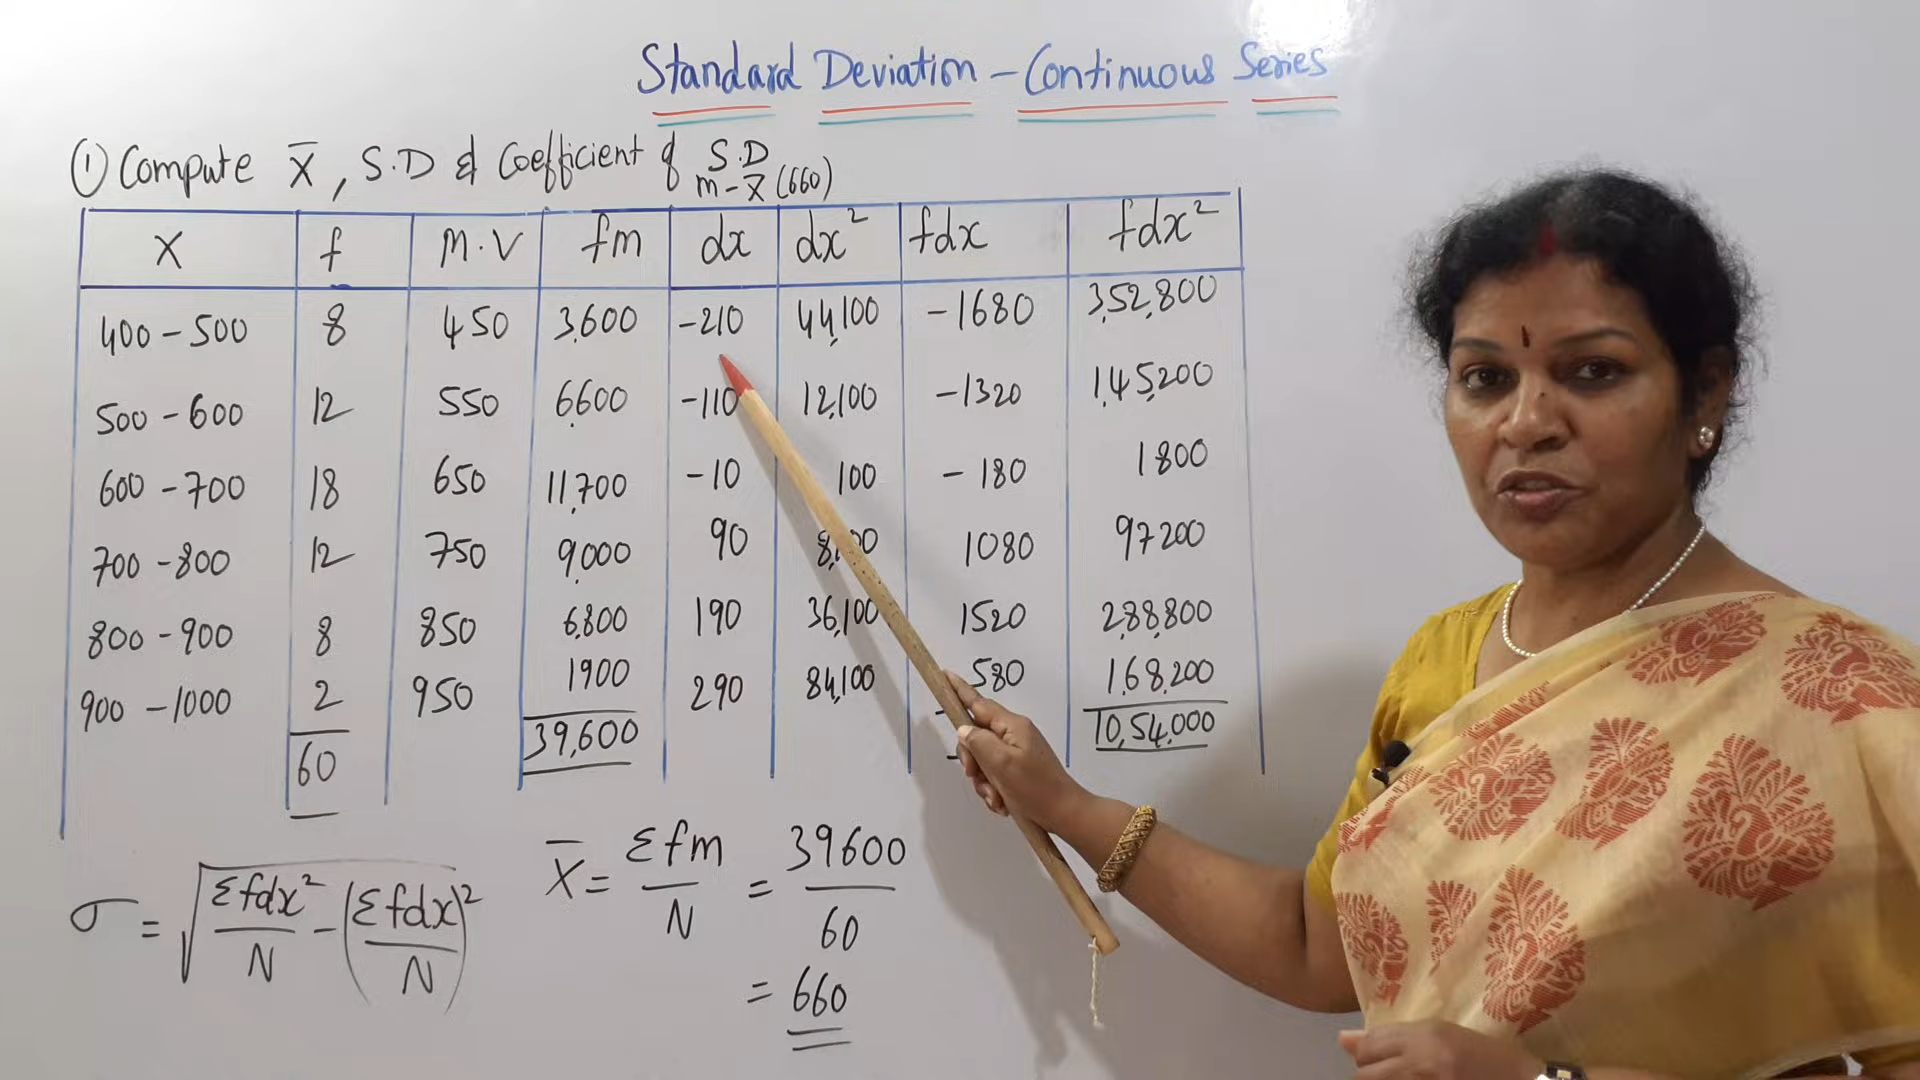 Standard Deviation - Continuous Series
① Compute X̅, S.D & Coefficient of S.D
m - x̅ (660)
X f M.V fm dx dx² fdx fdx²
400 - 500 8 450 3,600 -210 44,100 -1680 3,52,800
500 - 600 12 550 6,600 -110 12,100 -1320 1,45,200
600 - 700 18 650 11,700 -10 100 - 180 1800
700 - 800 12 750 9,000 90 1080 97200
800 - 900 8 850 6,800 190 36,100 1520 2,88,800
900 - 1000 2 950 1900 290 84,100 580 1,68,200
60 39,600 10,54,000
σ = √(Σfdx²/N - (Σfdx/N)²)
X̅ = Σfm/N = 39600/60
= 660